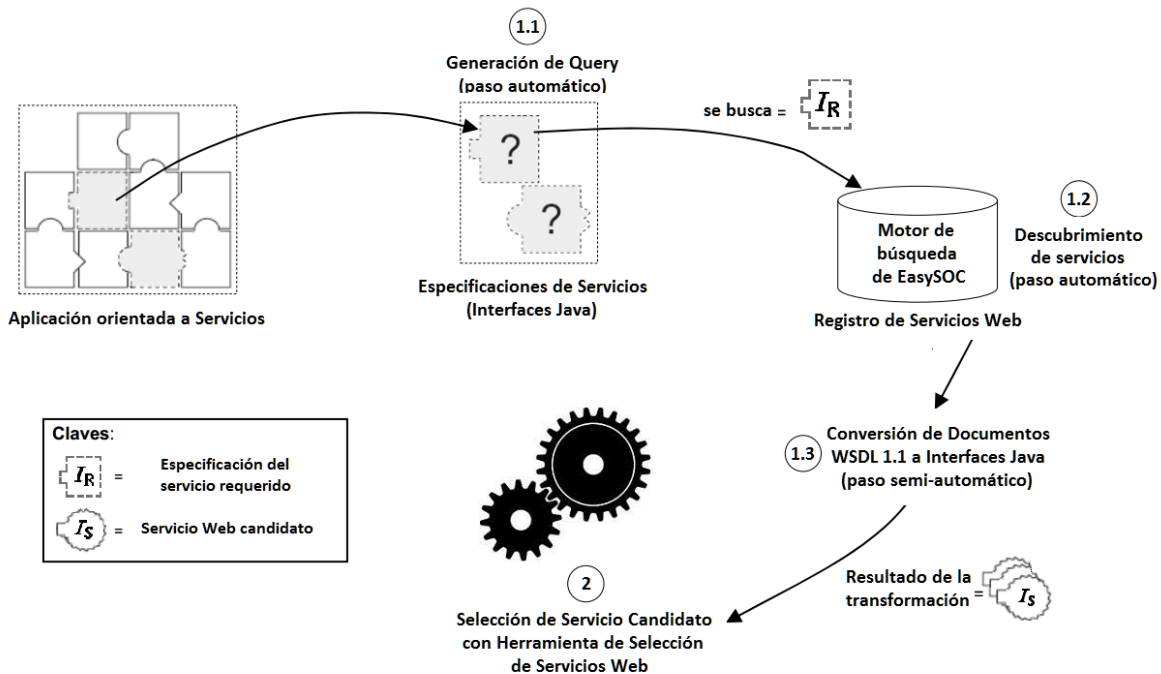 1.1
Generación de Query
(paso automático)
se busca = I_R
?
?
Aplicación orientada a Servicios
Especificaciones de Servicios
(Interfaces Java)
Motor de
búsqueda
de EasySOC
Registro de Servicios Web
1.2
Descubrimiento
de servicios
(paso automático)
Claves:
I_R = Especificación del
servicio requerido
I_S = Servicio Web candidato
1.3
Conversión de Documentos
WSDL 1.1 a Interfaces Java
(paso semi-automático)
Resultado de la
transformación = I_S
2
Selección de Servicio Candidato
con Herramienta de Selección
de Servicios Web